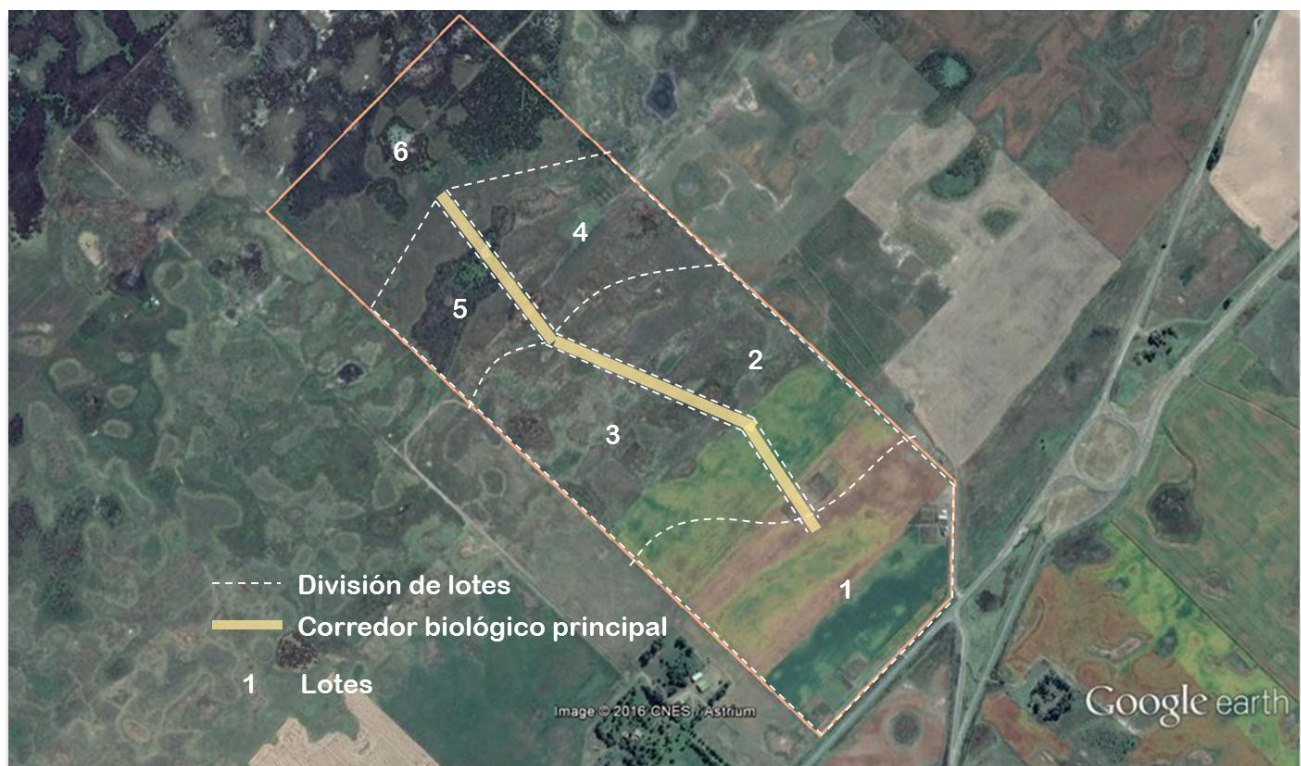 6
4
5
2
3
1
División de lotes
Corredor biológico principal
1 Lotes
Image © 2016 CNES / Astrium
Google earth